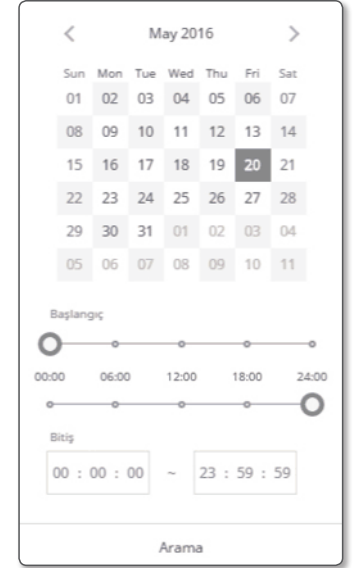 < May 2016 >
Sun Mon Tue Wed Thu Fri Sat
01 02 03 04 05 06 07
08 09 10 11 12 13 14
15 16 17 18 19 20 21
22 23 24 25 26 27 28
29 30 31 01 02 03 04
05 06 07 08 09 10 11
Başlangıç
00:00 06:00 12:00 18:00 24:00
Bitiş
00 : 00 : 00 ~ 23 : 59 : 59
Arama